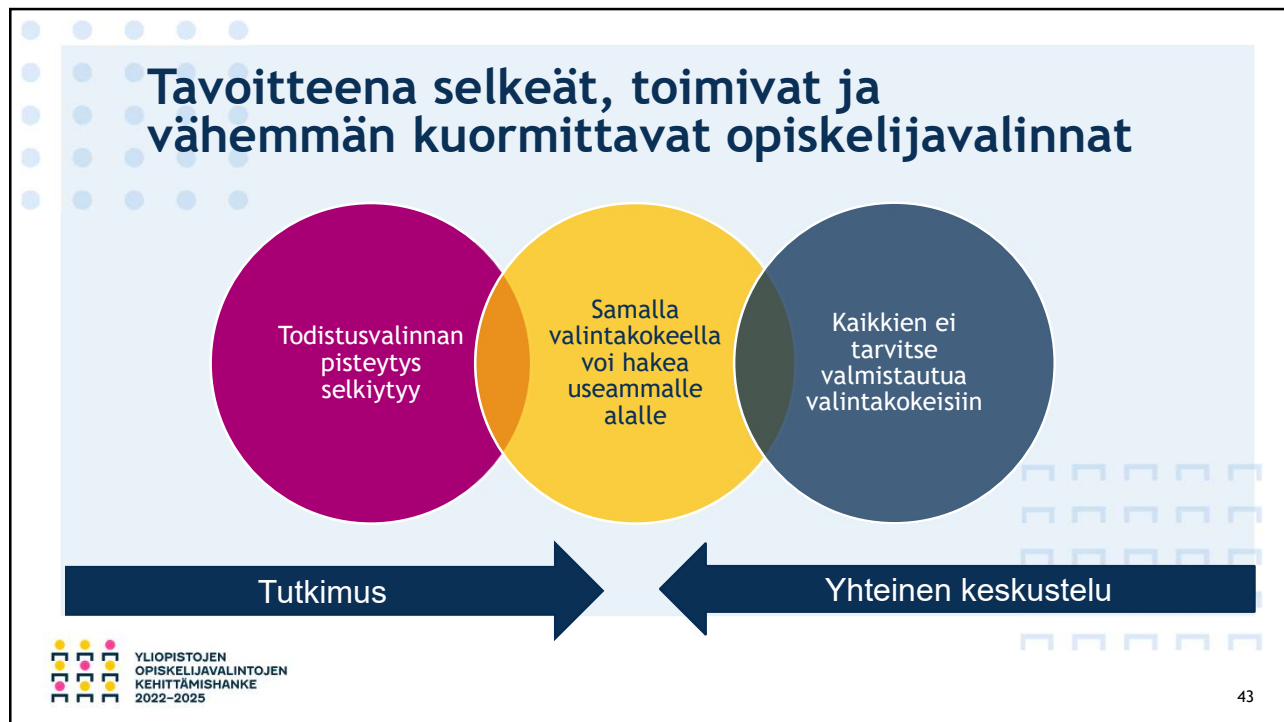 Tavoitteena selkeät, toimivat ja
vähemmän kuormittavat opiskelijavalinnat
Todistusvalinnan
pisteytys
selkiytyy
Samalla
valintakokeella
voi hakea
useammalle
alalle
Kaikkien ei
tarvitse
valmistautua
valintakokeisiin
Tutkimus
Yhteinen keskustelu
YLIOPISTOJEN
OPISKELIJAVALINTOJEN
KEHITTÄMISHANKE
2022–2025
43